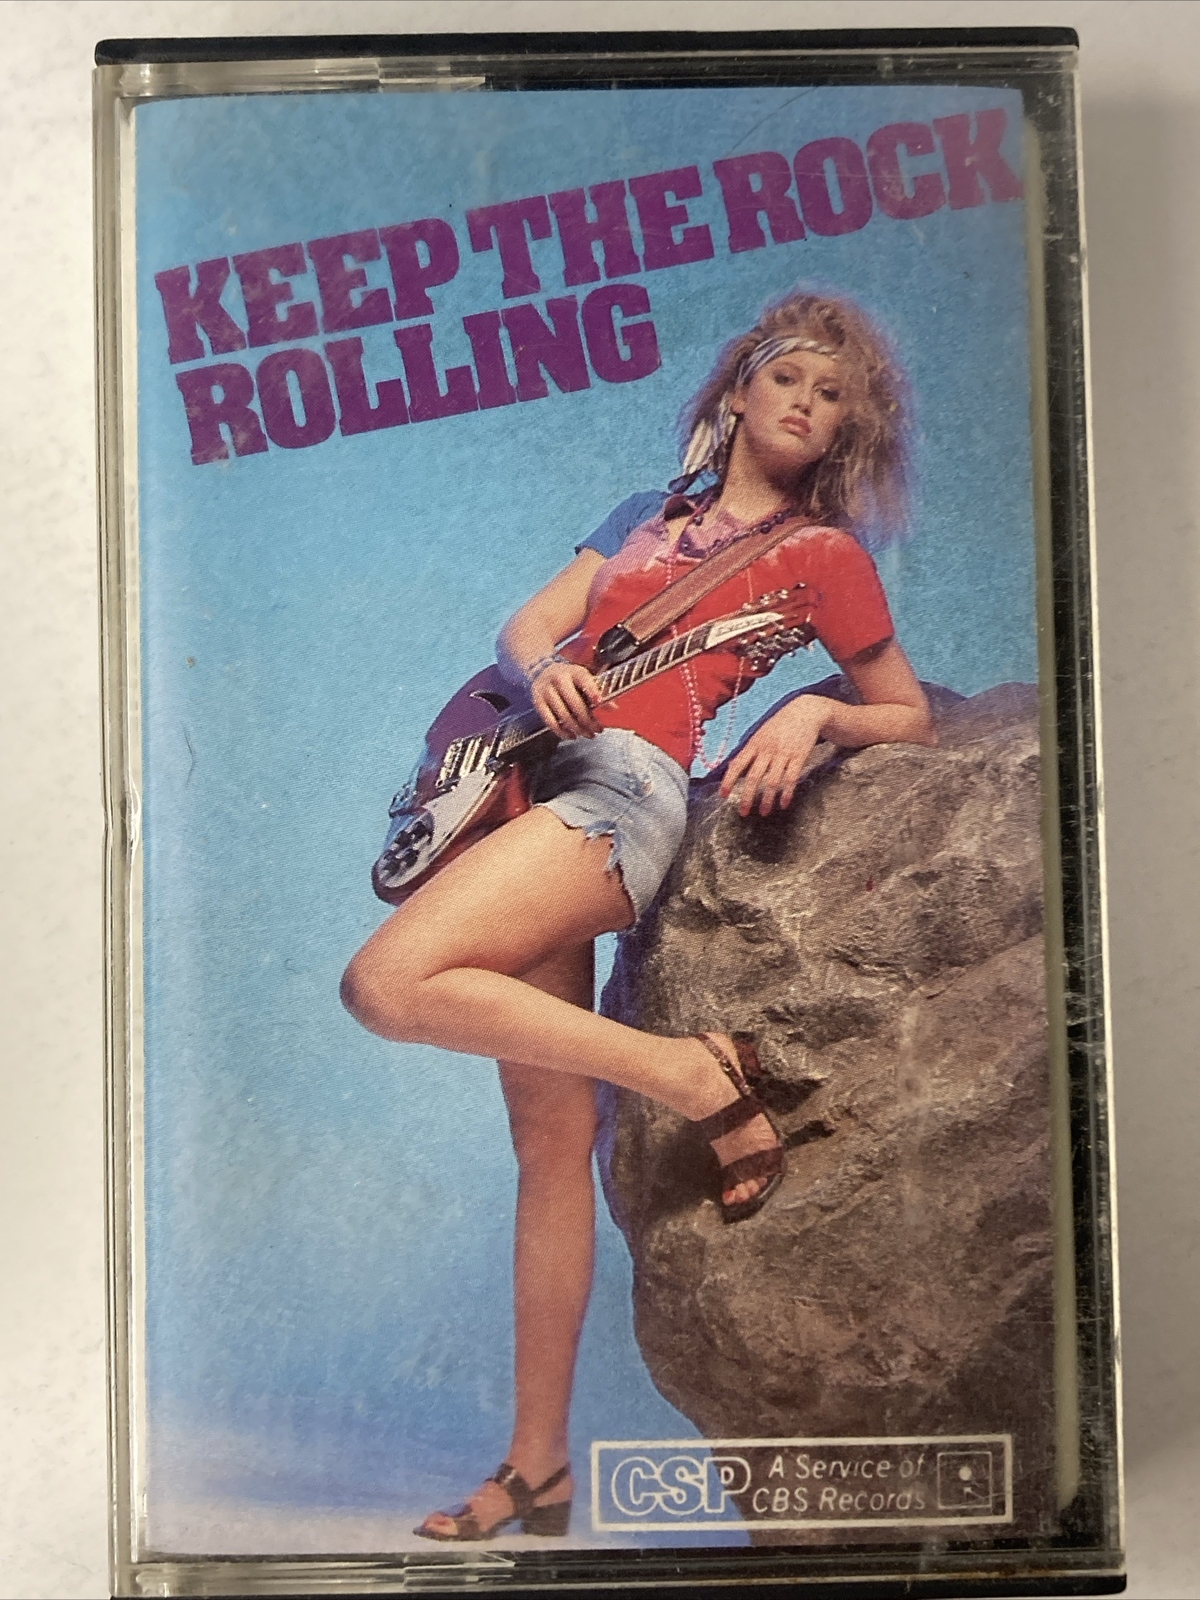 KEEP THE ROCK
ROLLING
CSP
A Service of
CBS Records